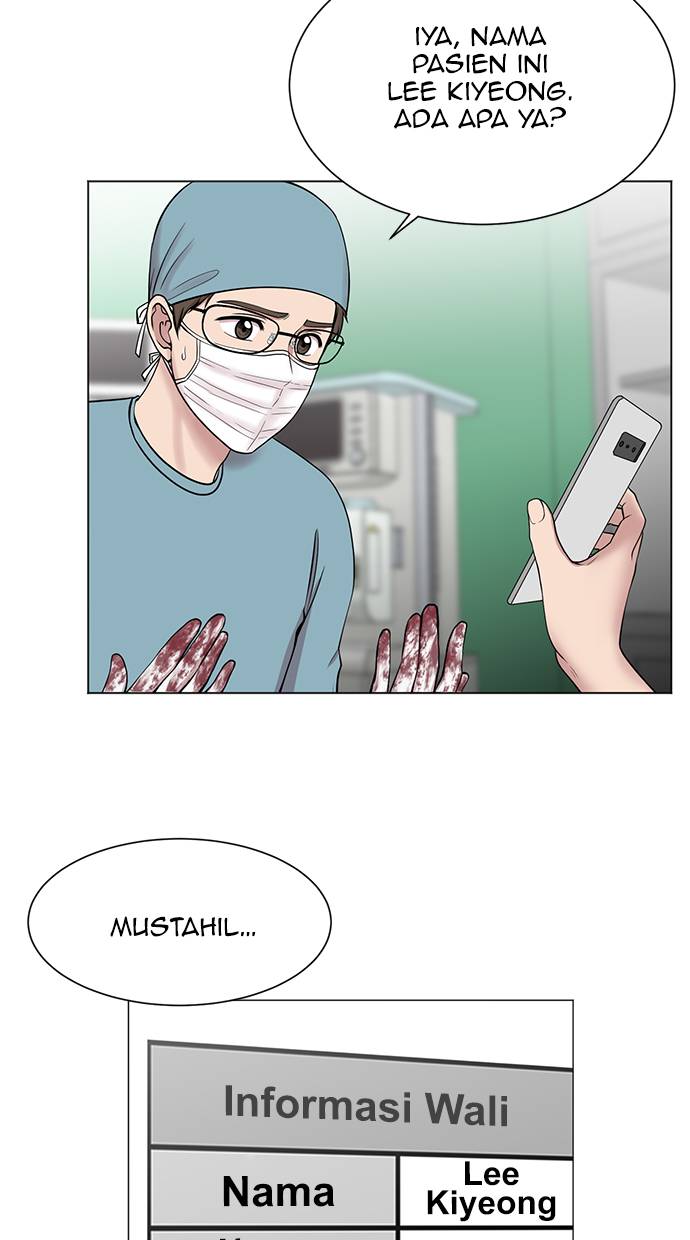 IYA, NAMA
PASIEN INI
LEE KIYEONG.
ADA APA YA?
MUSTAHIL...
Informasi Wali
Nama
Lee
Kiyeong